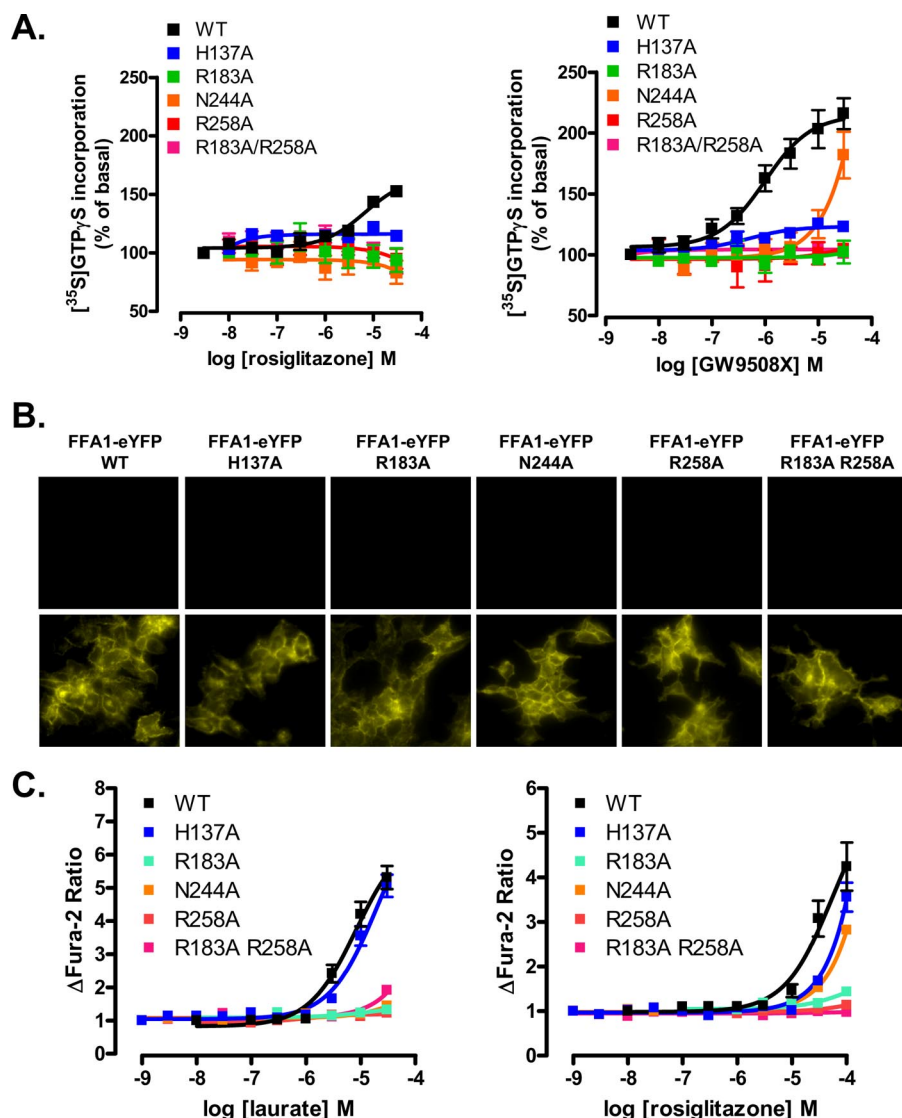 A.
WT
H137A
R183A
N244A
R258A
R183A/R258A
[³⁵S]GTPγS incorporation
(% of basal)
250
200
150
100
50
-9 -8 -7 -6 -5 -4
log [rosiglitazone] M
WT
H137A
R183A
N244A
R258A
R183A/R258A
[³⁵S]GTPγS incorporation
(% of basal)
250
200
150
100
50
-9 -8 -7 -6 -5 -4
log [GW9508X] M
B.
FFA1-eYFP
WT
FFA1-eYFP
H137A
FFA1-eYFP
R183A
FFA1-eYFP
N244A
FFA1-eYFP
R258A
FFA1-eYFP
R183A R258A
C.
WT
H137A
R183A
N244A
R258A
R183A R258A
ΔFura-2 Ratio
8
7
6
5
4
3
2
1
0
-9 -8 -7 -6 -5 -4
log [laurate] M
WT
H137A
R183A
N244A
R258A
R183A R258A
ΔFura-2 Ratio
6
5
4
3
2
1
0
-9 -8 -7 -6 -5 -4
log [rosiglitazone] M